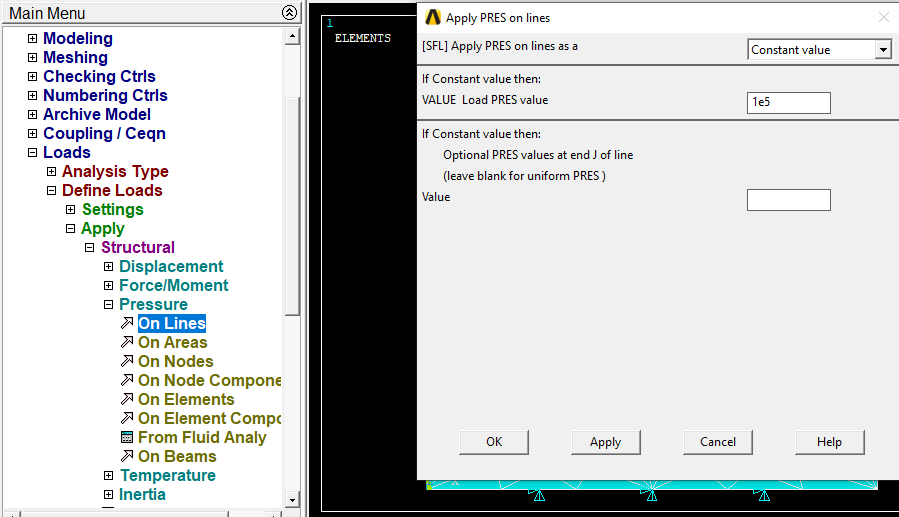 Main Menu
Modeling
Meshing
Checking Ctrls
Numbering Ctrls
Archive Model
Coupling / Ceqn
Loads
Analysis Type
Define Loads
Settings
Apply
Structural
Displacement
Force/Moment
Pressure
On Lines
On Areas
On Nodes
On Node Compone
On Elements
On Element Compo
From Fluid Analy
On Beams
Temperature
Inertia
1
ELEMENTS
Apply PRES on lines
[SFL] Apply PRES on lines as a
Constant value
If Constant value then:
VALUE Load PRES value
1e5
If Constant value then:
Optional PRES values at end J of line
(leave blank for uniform PRES )
Value
OK
Apply
Cancel
Help